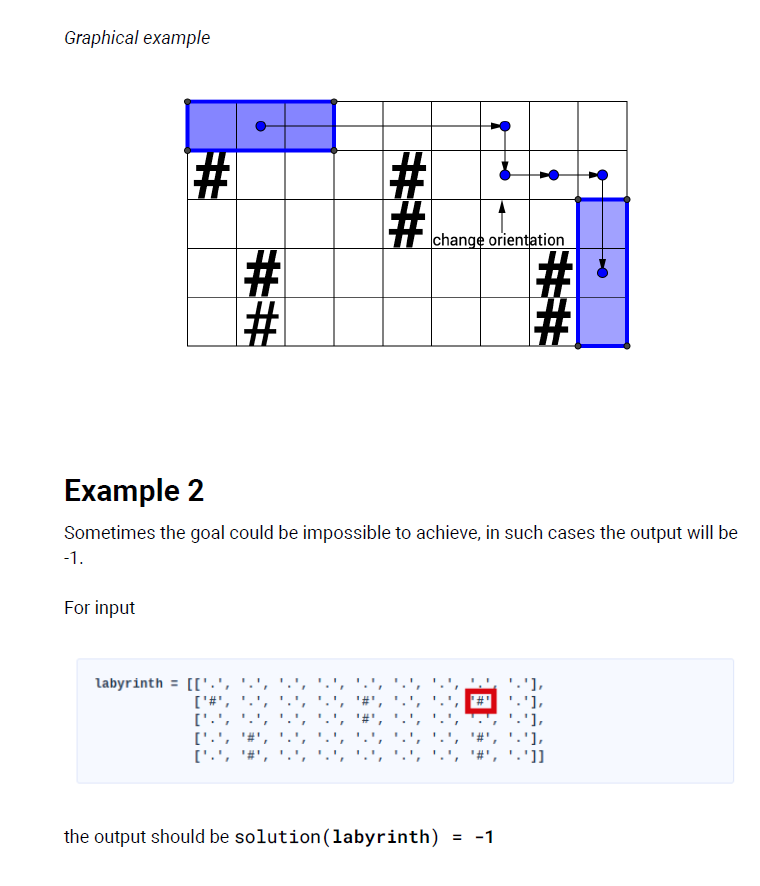 Graphical example
# #
#
change orientation
# #
# #
Example 2
Sometimes the goal could be impossible to achieve, in such cases the output will be
-1.
For input
labyrinth = [['.', '.', '.', '.', '.', '.', '.', '.', '.'],
['#', '.', '.', '.', '#', '.', '.', '#', '.'],
['.', '.', '.', '.', '#', '.', '.', '.', '.'],
['.', '#', '.', '.', '.', '.', '.', '#', '.'],
['.', '#', '.', '.', '.', '.', '.', '#', '.']]
the output should be solution(labyrinth) = -1